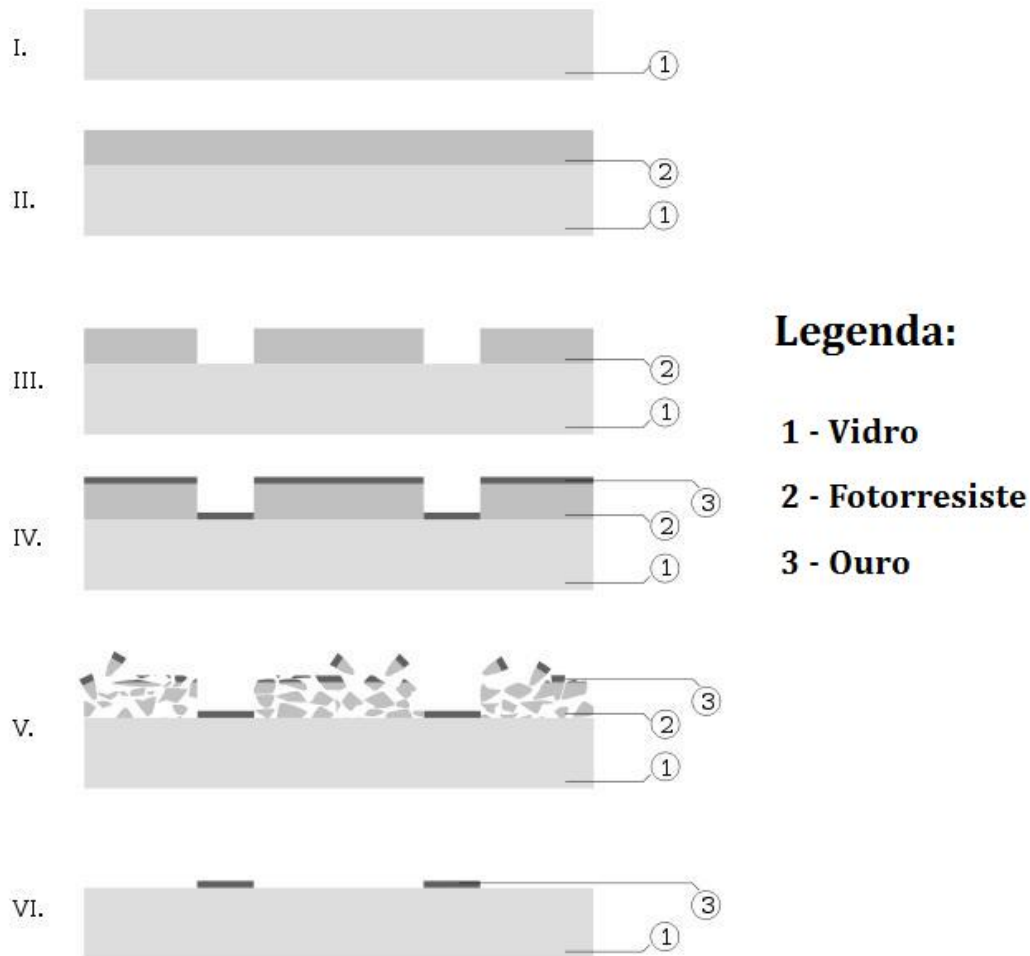 I.
1
2
II.
1
Legenda:
III.
2
1
1 - Vidro
3
2 - Fotorresiste
IV.
2
1
3 - Ouro
3
V.
2
1
VI.
3
1